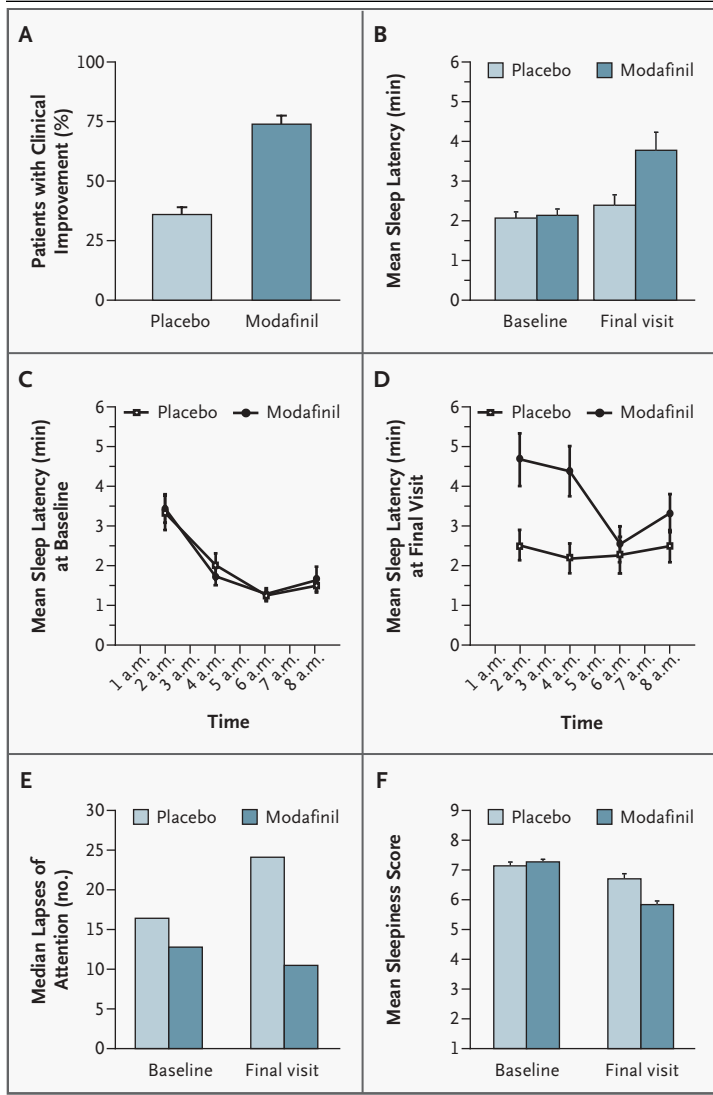 A
Patients with Clinical
Improvement (%)
100
75
50
25
0
Placebo
Modafinil
B
Placebo
Modafinil
Mean Sleep Latency (min)
6
5
4
3
2
1
0
Baseline
Final visit
C
Placebo
Modafinil
Mean Sleep Latency (min)
at Baseline
6
5
4
3
2
1
0
1 a.m.
2 a.m.
3 a.m.
4 a.m.
5 a.m.
6 a.m.
7 a.m.
8 a.m.
Time
D
Placebo
Modafinil
Mean Sleep Latency (min)
at Final Visit
6
5
4
3
2
1
0
1 a.m.
2 a.m.
3 a.m.
4 a.m.
5 a.m.
6 a.m.
7 a.m.
8 a.m.
Time
E
Placebo
Modafinil
Median Lapses of
Attention (no.)
30
25
20
15
10
5
0
Baseline
Final visit
F
Placebo
Modafinil
Mean Sleepiness Score
9
8
7
6
5
4
3
2
1
Baseline
Final visit